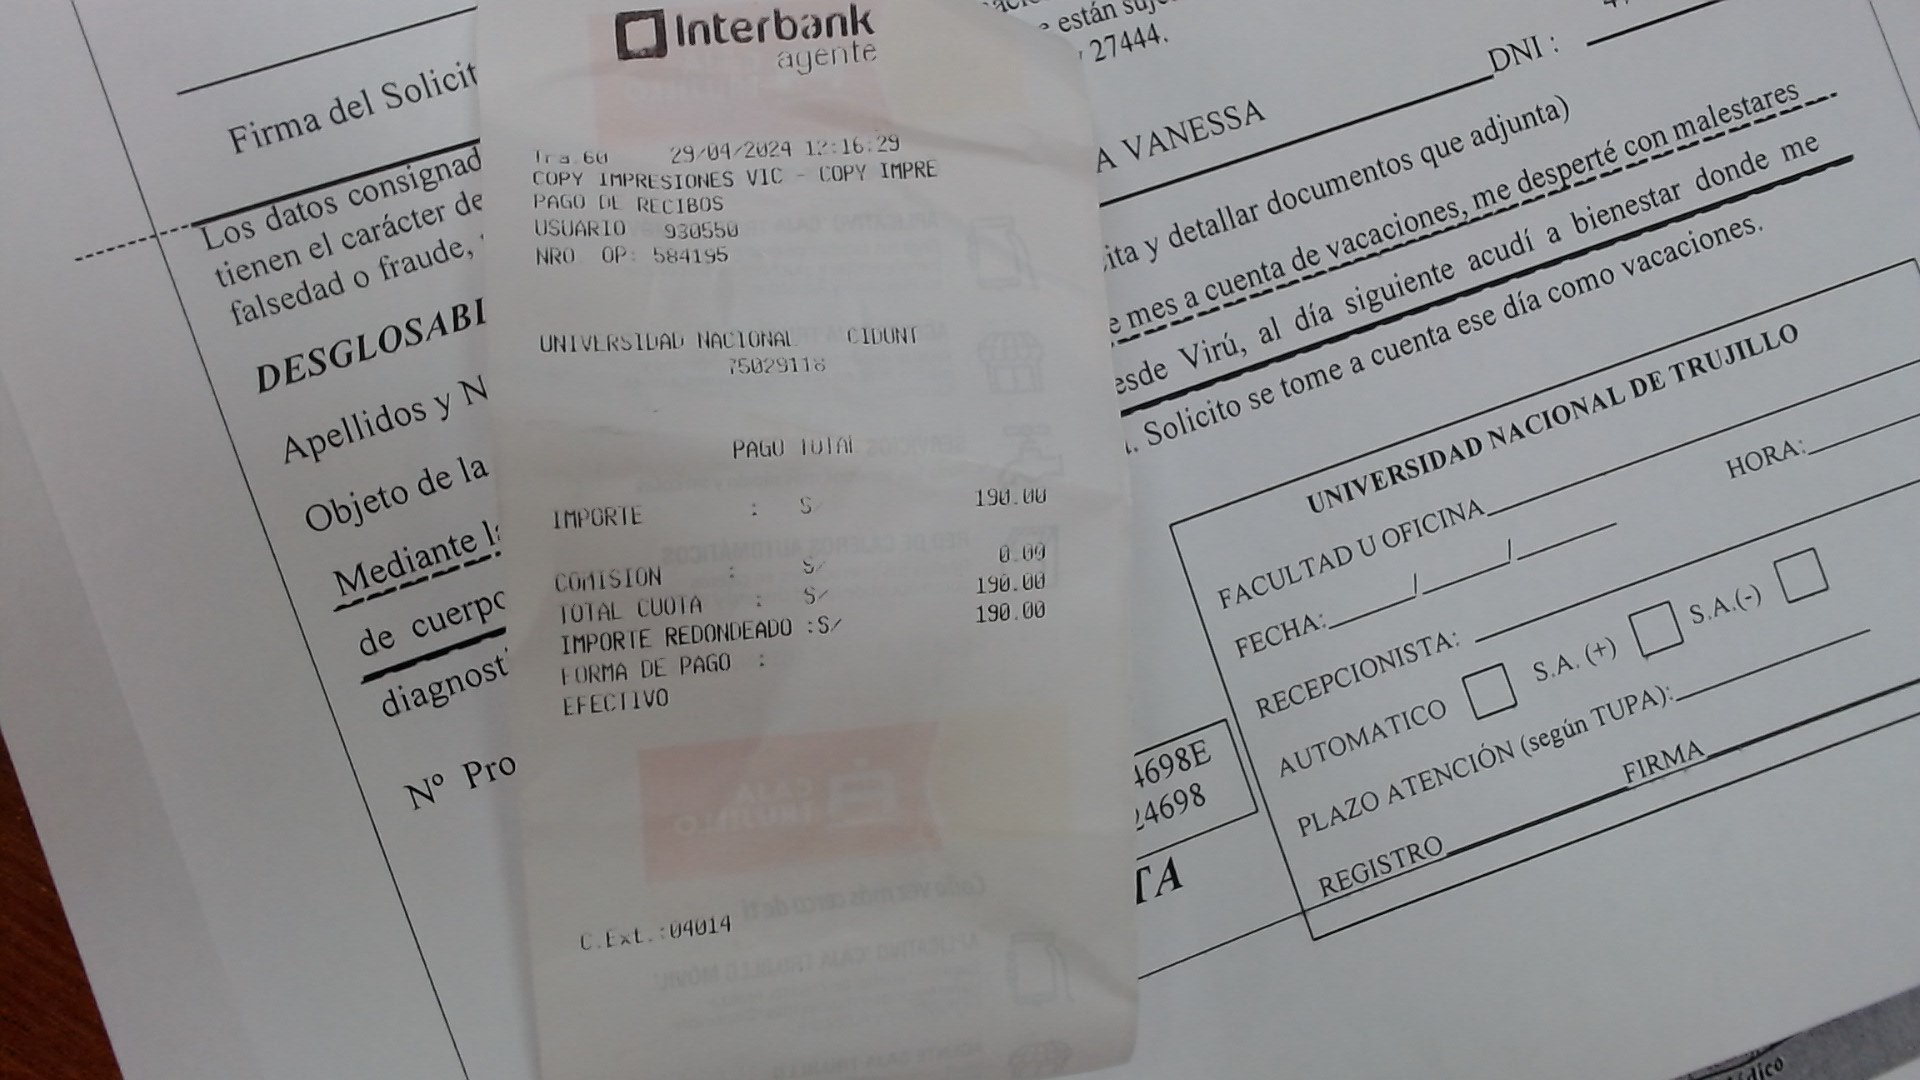 Interbank
agente
Tra.60 29/04/2024 12:16:29
COPY IMPRESIONES VIC - COPY IMPRE
PAGO DE RECIBOS
USUARIO 930550
NRO OP: 584195
UNIVERSIDAD NACIONAL CIDUNT
75029118
PAGO TOTAL
IMPORTE : S/ 190.00
COMISION : S/ 0.00
TOTAL CUOTA : S/ 190.00
IMPORTE REDONDEADO :S/ 190.00
FORMA DE PAGO :
EFECTIVO
C.Ext.:04014
Firma del Solicit
Los datos consignad
tienen el carácter de
falsedad o fraude,
DESGLOSABL
Apellidos y N
Objeto de la
Mediante la
de cuerpo
diagnost
Nº Pro
e están suje
27444.
DNI :
A VANESSA
ita y detallar documentos que adjunta)
e mes a cuenta de vacaciones, me desperté con malestares
esde Virú, al día siguiente acudí a bienestar donde me
. Solicito se tome a cuenta ese día como vacaciones.
UNIVERSIDAD NACIONAL DE TRUJILLO
FACULTAD U OFICINA HORA:
FECHA: / /
RECEPCIONISTA:
AUTOMATICO S.A. (+) S.A.(-)
PLAZO ATENCIÓN (según TUPA):
REGISTRO FIRMA
4698E
24698
TA